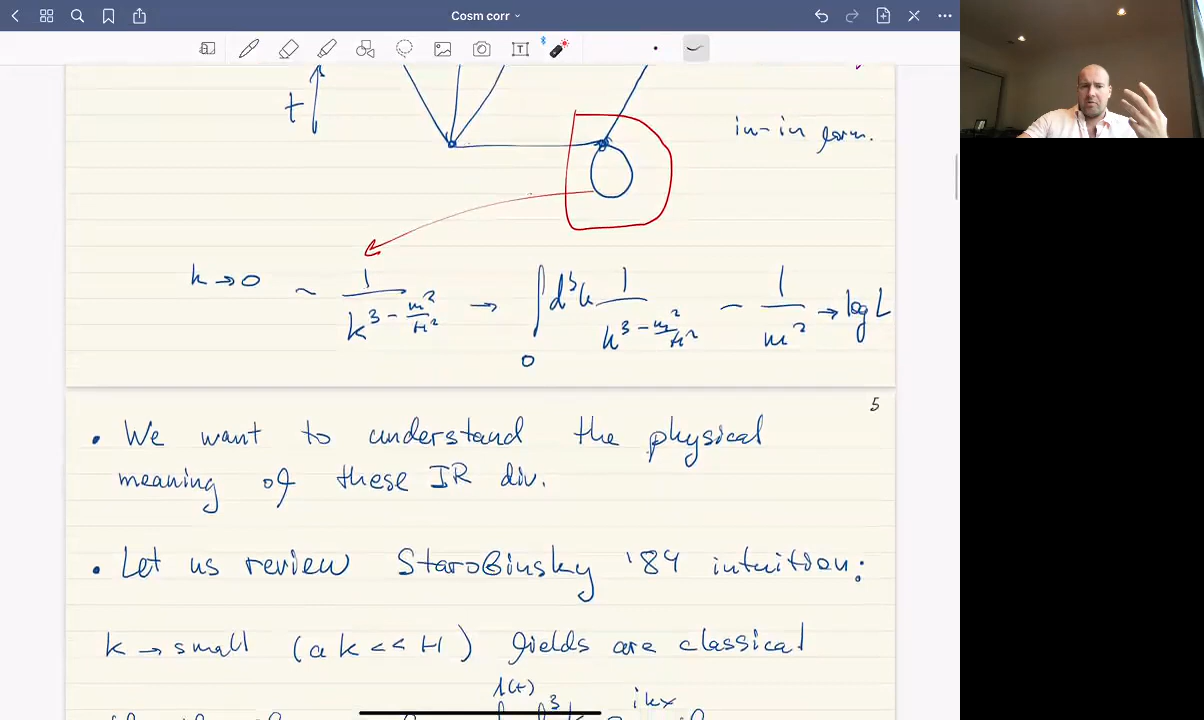 Cosm corr
t
in-in form.
k → 0 ~ 1 / k^{3 - m²/H²} → ∫_0 d³k 1 / k^{3 - m²/H²} ~ 1 / m² → log L
5
• We want to understand the physical
meaning of these IR div.
• Let us review Starobinsky '84 intuition:
k → small (a k << H) fields are classical
Λ(t)
d³k e^{ikx}